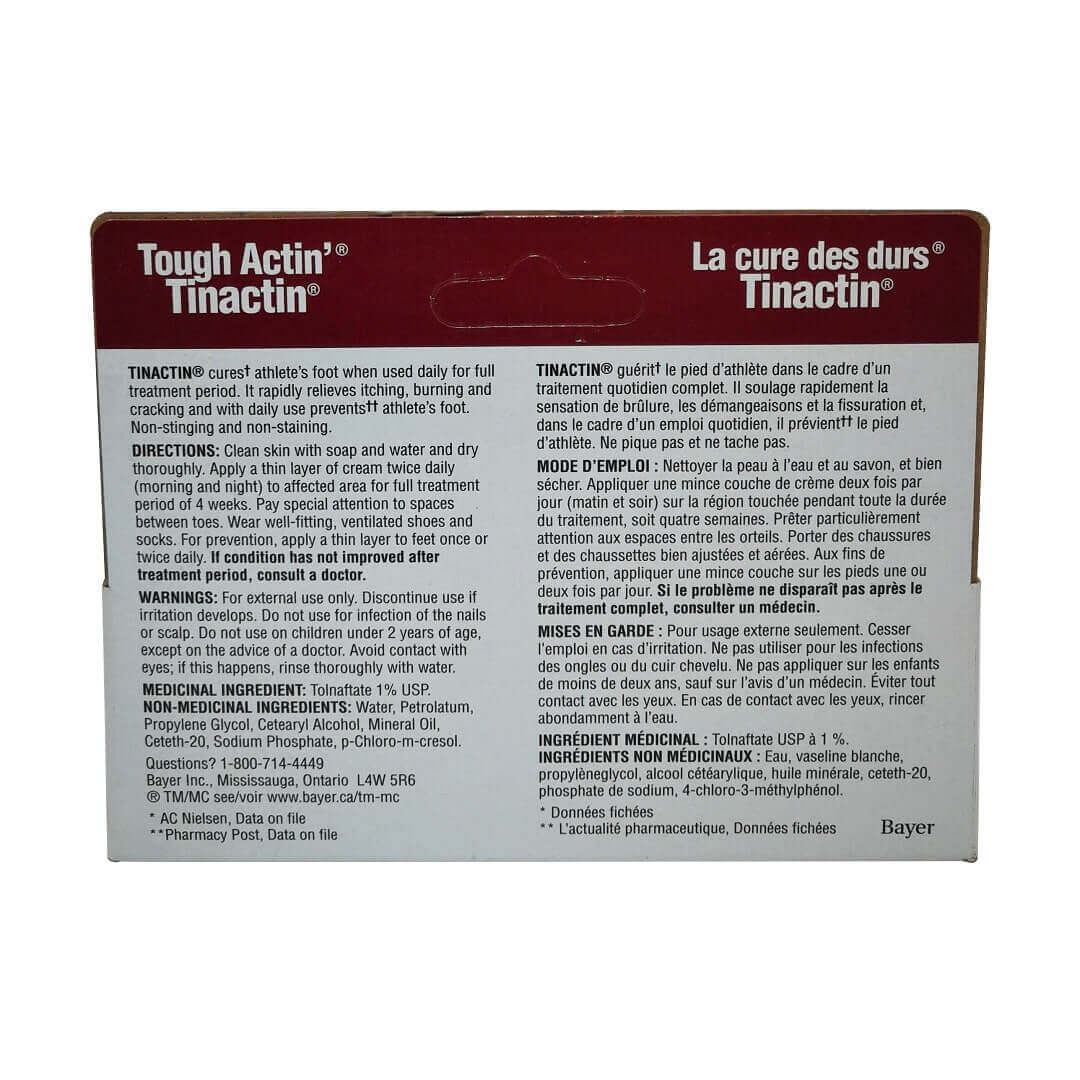 Tough Actin'®
Tinactin®
TINACTIN® cures† athlete's foot when used daily for full
treatment period. It rapidly relieves itching, burning and
cracking and with daily use prevents†† athlete's foot.
Non-stinging and non-staining.
DIRECTIONS: Clean skin with soap and water and dry
thoroughly. Apply a thin layer of cream twice daily
(morning and night) to affected area for full treatment
period of 4 weeks. Pay special attention to spaces
between toes. Wear well-fitting, ventilated shoes and
socks. For prevention, apply a thin layer to feet once or
twice daily. If condition has not improved after
treatment period, consult a doctor.
WARNINGS: For external use only. Discontinue use if
irritation develops. Do not use for infection of the nails
or scalp. Do not use on children under 2 years of age,
except on the advice of a doctor. Avoid contact with
eyes; if this happens, rinse thoroughly with water.
MEDICINAL INGREDIENT: Tolnaftate 1% USP.
NON-MEDICINAL INGREDIENTS: Water, Petrolatum,
Propylene Glycol, Cetearyl Alcohol, Mineral Oil,
Ceteth-20, Sodium Phosphate, p-Chloro-m-cresol.
Questions? 1-800-714-4449
Bayer Inc., Mississauga, Ontario L4W 5R6
® TM/MC see/voir www.bayer.ca/tm-mc
* AC Nielsen, Data on file
**Pharmacy Post, Data on file
La cure des durs®
Tinactin®
TINACTIN® guérit† le pied d'athlète dans le cadre d'un
traitement quotidien complet. Il soulage rapidement la
sensation de brûlure, les démangeaisons et la fissuration et,
dans le cadre d'un emploi quotidien, il prévient†† le pied
d'athlète. Ne pique pas et ne tache pas.
MODE D'EMPLOI : Nettoyer la peau à l'eau et au savon, et bien
sécher. Appliquer une mince couche de crème deux fois par
jour (matin et soir) sur la région touchée pendant toute la durée
du traitement, soit quatre semaines. Prêter particulièrement
attention aux espaces entre les orteils. Porter des chaussures
et des chaussettes bien ajustées et aérées. Aux fins de
prévention, appliquer une mince couche sur les pieds une ou
deux fois par jour. Si le problème ne disparaît pas après le
traitement complet, consulter un médecin.
MISES EN GARDE : Pour usage externe seulement. Cesser
l'emploi en cas d'irritation. Ne pas utiliser pour les infections
des ongles ou du cuir chevelu. Ne pas appliquer sur les enfants
de moins de deux ans, sauf sur l'avis d'un médecin. Éviter tout
contact avec les yeux. En cas de contact avec les yeux, rincer
abondamment à l'eau.
INGRÉDIENT MÉDICINAL : Tolnaftate USP à 1 %.
INGRÉDIENTS NON MÉDICINAUX : Eau, vaseline blanche,
propylèneglycol, alcool cétéarylique, huile minérale, ceteth-20,
phosphate de sodium, 4-chloro-3-méthylphénol.
* Données fichées
** L'actualité pharmaceutique, Données fichées
Bayer